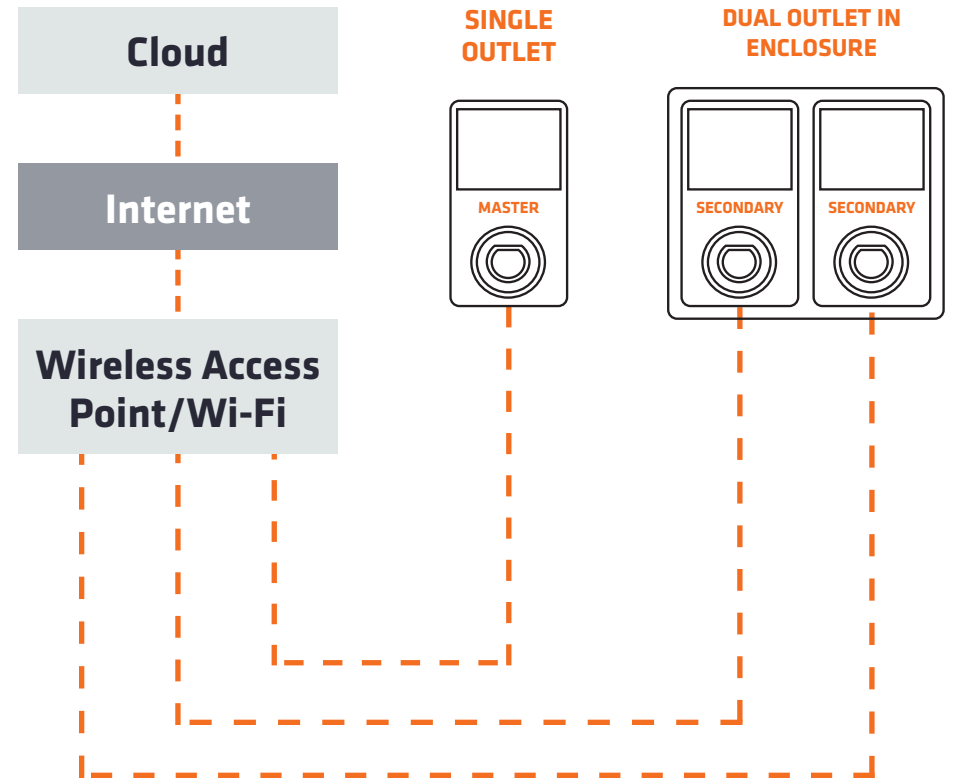 Cloud
Internet
Wireless Access
Point/Wi-Fi
SINGLE
OUTLET
MASTER
DUAL OUTLET IN
ENCLOSURE
SECONDARY
SECONDARY